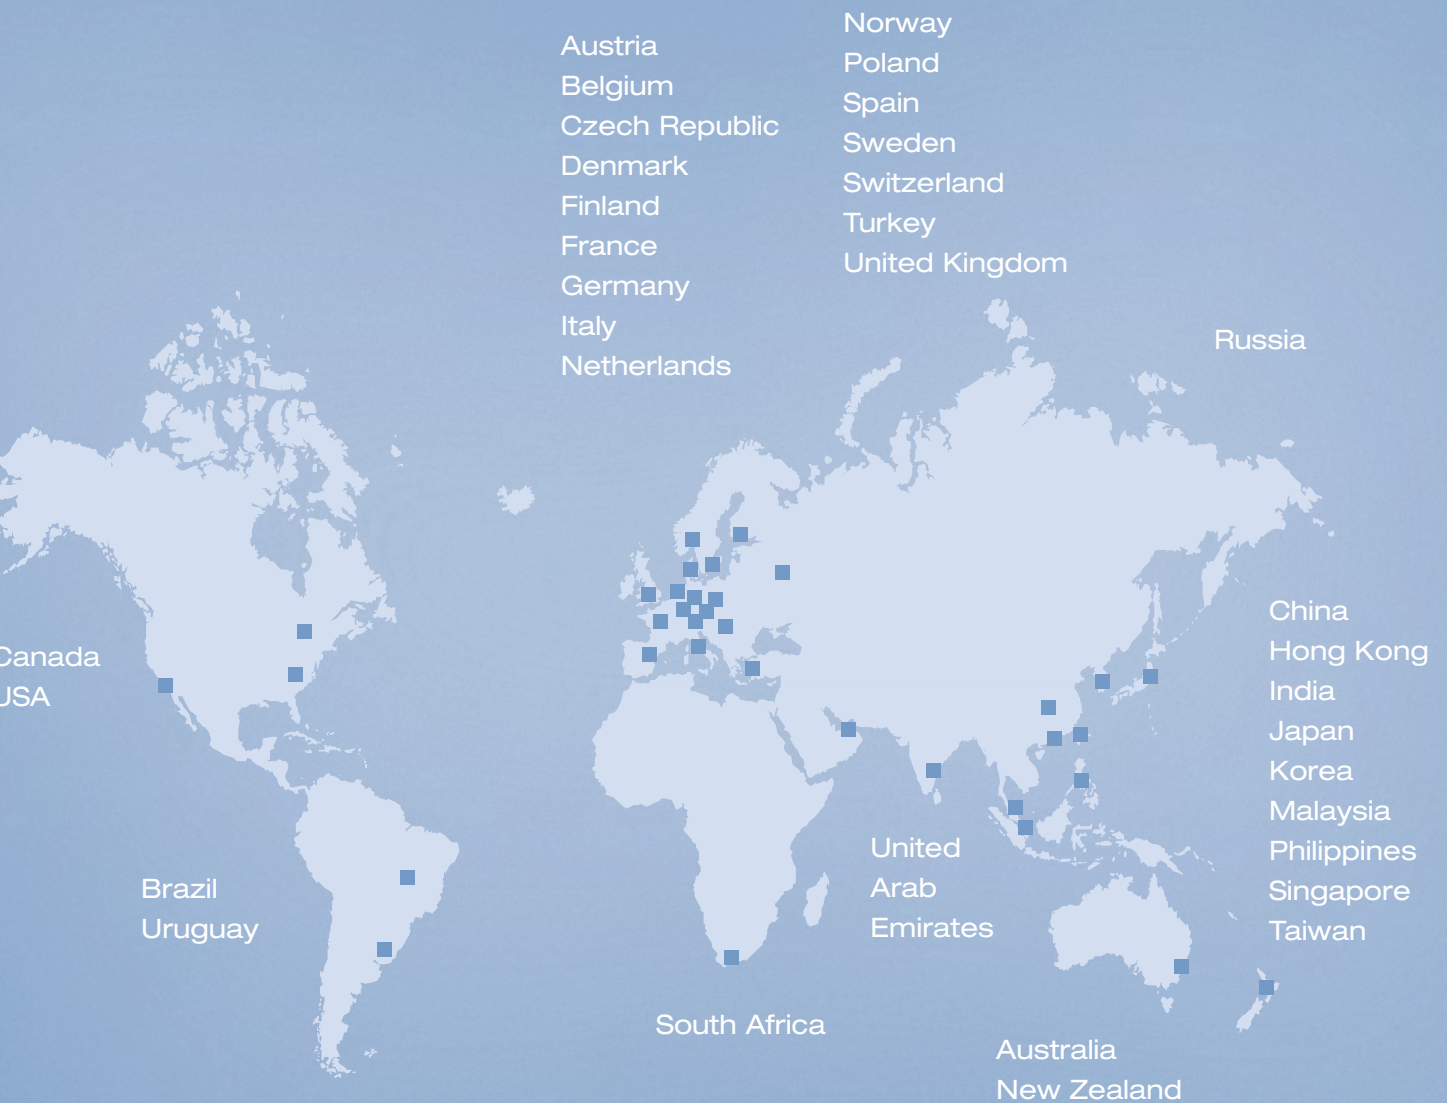 Austria
Belgium
Czech Republic
Denmark
Finland
France
Germany
Italy
Netherlands
Norway
Poland
Spain
Sweden
Switzerland
Turkey
United Kingdom
Russia
Canada
USA
China
Hong Kong
India
Japan
Korea
Malaysia
Philippines
Singapore
Taiwan
Brazil
Uruguay
United
Arab
Emirates
South Africa
Australia
New Zealand